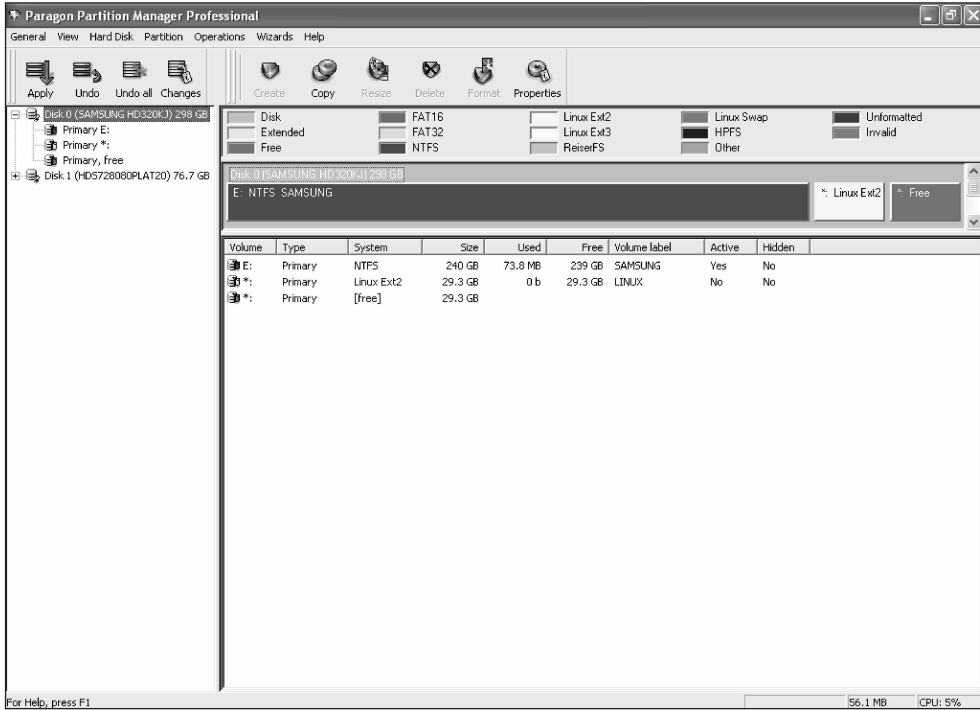 Paragon Partition Manager Professional
General View Hard Disk Partition Operations Wizards Help
Apply Undo Undo all Changes Create Copy Resize Delete Format Properties
Disk 0 (SAMSUNG HD320KJ) 298 GB
Primary E:
Primary *:
Primary, free
Disk 1 (HDS728080PLAT20) 76.7 GB
Disk FAT16 Linux Ext2 Linux Swap Unformatted
Extended FAT32 Linux Ext3 HPFS Invalid
Free NTFS ReiserFS Other
Disk 0 (SAMSUNG HD320KJ) 298 GB
E: NTFS SAMSUNG *: Linux Ext2 *: Free
Volume Type System Size Used Free Volume label Active Hidden
E: Primary NTFS 240 GB 73.8 MB 239 GB SAMSUNG Yes No
*: Primary Linux Ext2 29.3 GB 0 b 29.3 GB LINUX No No
*: Primary [free] 29.3 GB
For Help, press F1 56.1 MB CPU: 5%